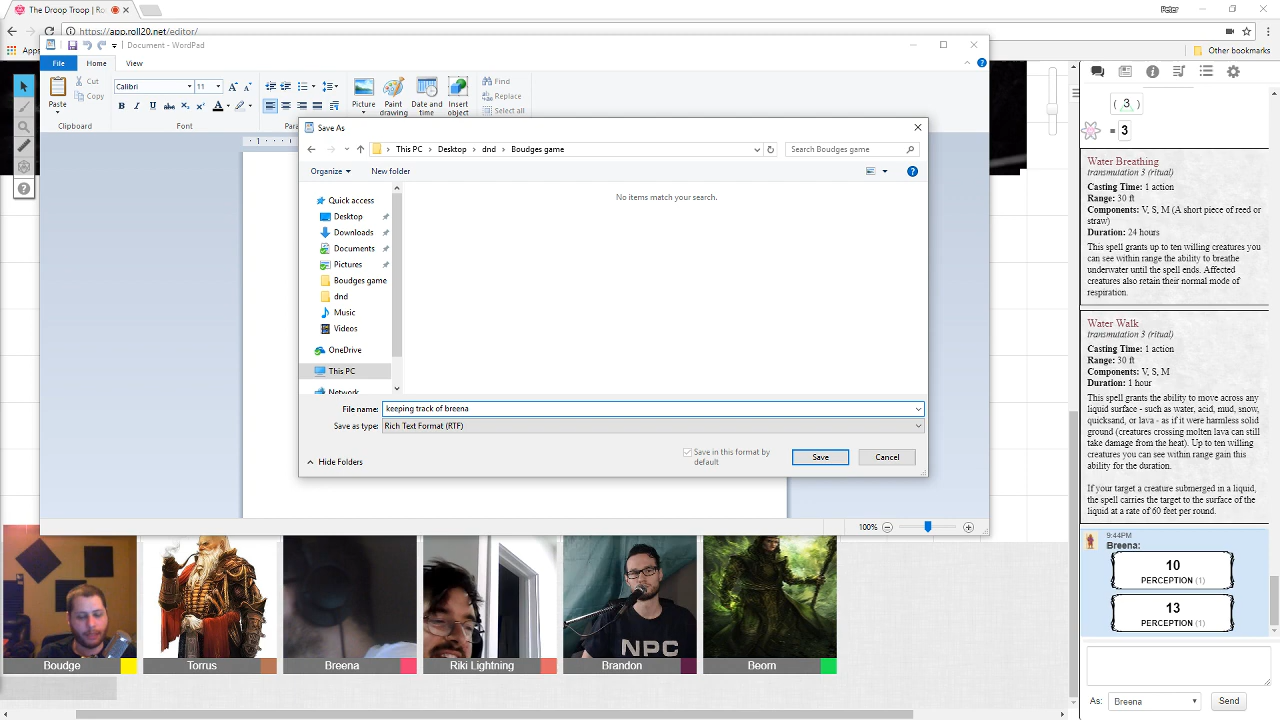 The Droop Troop | Ro
Peter
https://app.roll20.net/editor/
Apps
Other bookmarks
Document - WordPad
File
Home
View
Paste
Cut
Copy
Clipboard
Calibri
11
B I U abc X₂ X² A
Font
Para
Picture
Paint drawing
Date and time
Insert object
Find
Replace
Select all
Save As
This PC > Desktop > dnd > Boudges game
Search Boudges game
Organize
New folder
No items match your search.
Quick access
Desktop
Downloads
Documents
Pictures
Boudges game
dnd
Music
Videos
OneDrive
This PC
Network
File name: keeping track of breena
Save as type: Rich Text Format (RTF)
Hide Folders
Save in this format by
default
Save
Cancel
100%
( 3 )
= 3
Water Breathing
transmutation 3 (ritual)
Casting Time: 1 action
Range: 30 ft
Components: V, S, M (A short piece of reed or
straw)
Duration: 24 hours
This spell grants up to ten willing creatures you
can see within range the ability to breathe
underwater until the spell ends. Affected
creatures also retain their normal mode of
respiration.
Water Walk
transmutation 3 (ritual)
Casting Time: 1 action
Range: 30 ft
Components: V, S, M
Duration: 1 hour
This spell grants the ability to move across any
liquid surface - such as water, acid, mud, snow,
quicksand, or lava - as if it were harmless solid
ground (creatures crossing molten lava can still
take damage from the heat). Up to ten willing
creatures you can see within range gain this
ability for the duration.
If your target a creature submerged in a liquid,
the spell carries the target to the surface of the
liquid at a rate of 60 feet per round.
9:44PM
Breena:
10
PERCEPTION (1)
13
PERCEPTION (1)
As: Breena
Send
NPC
Boudge
Torrus
Breena
Riki Lightning
Brandon
Beorn